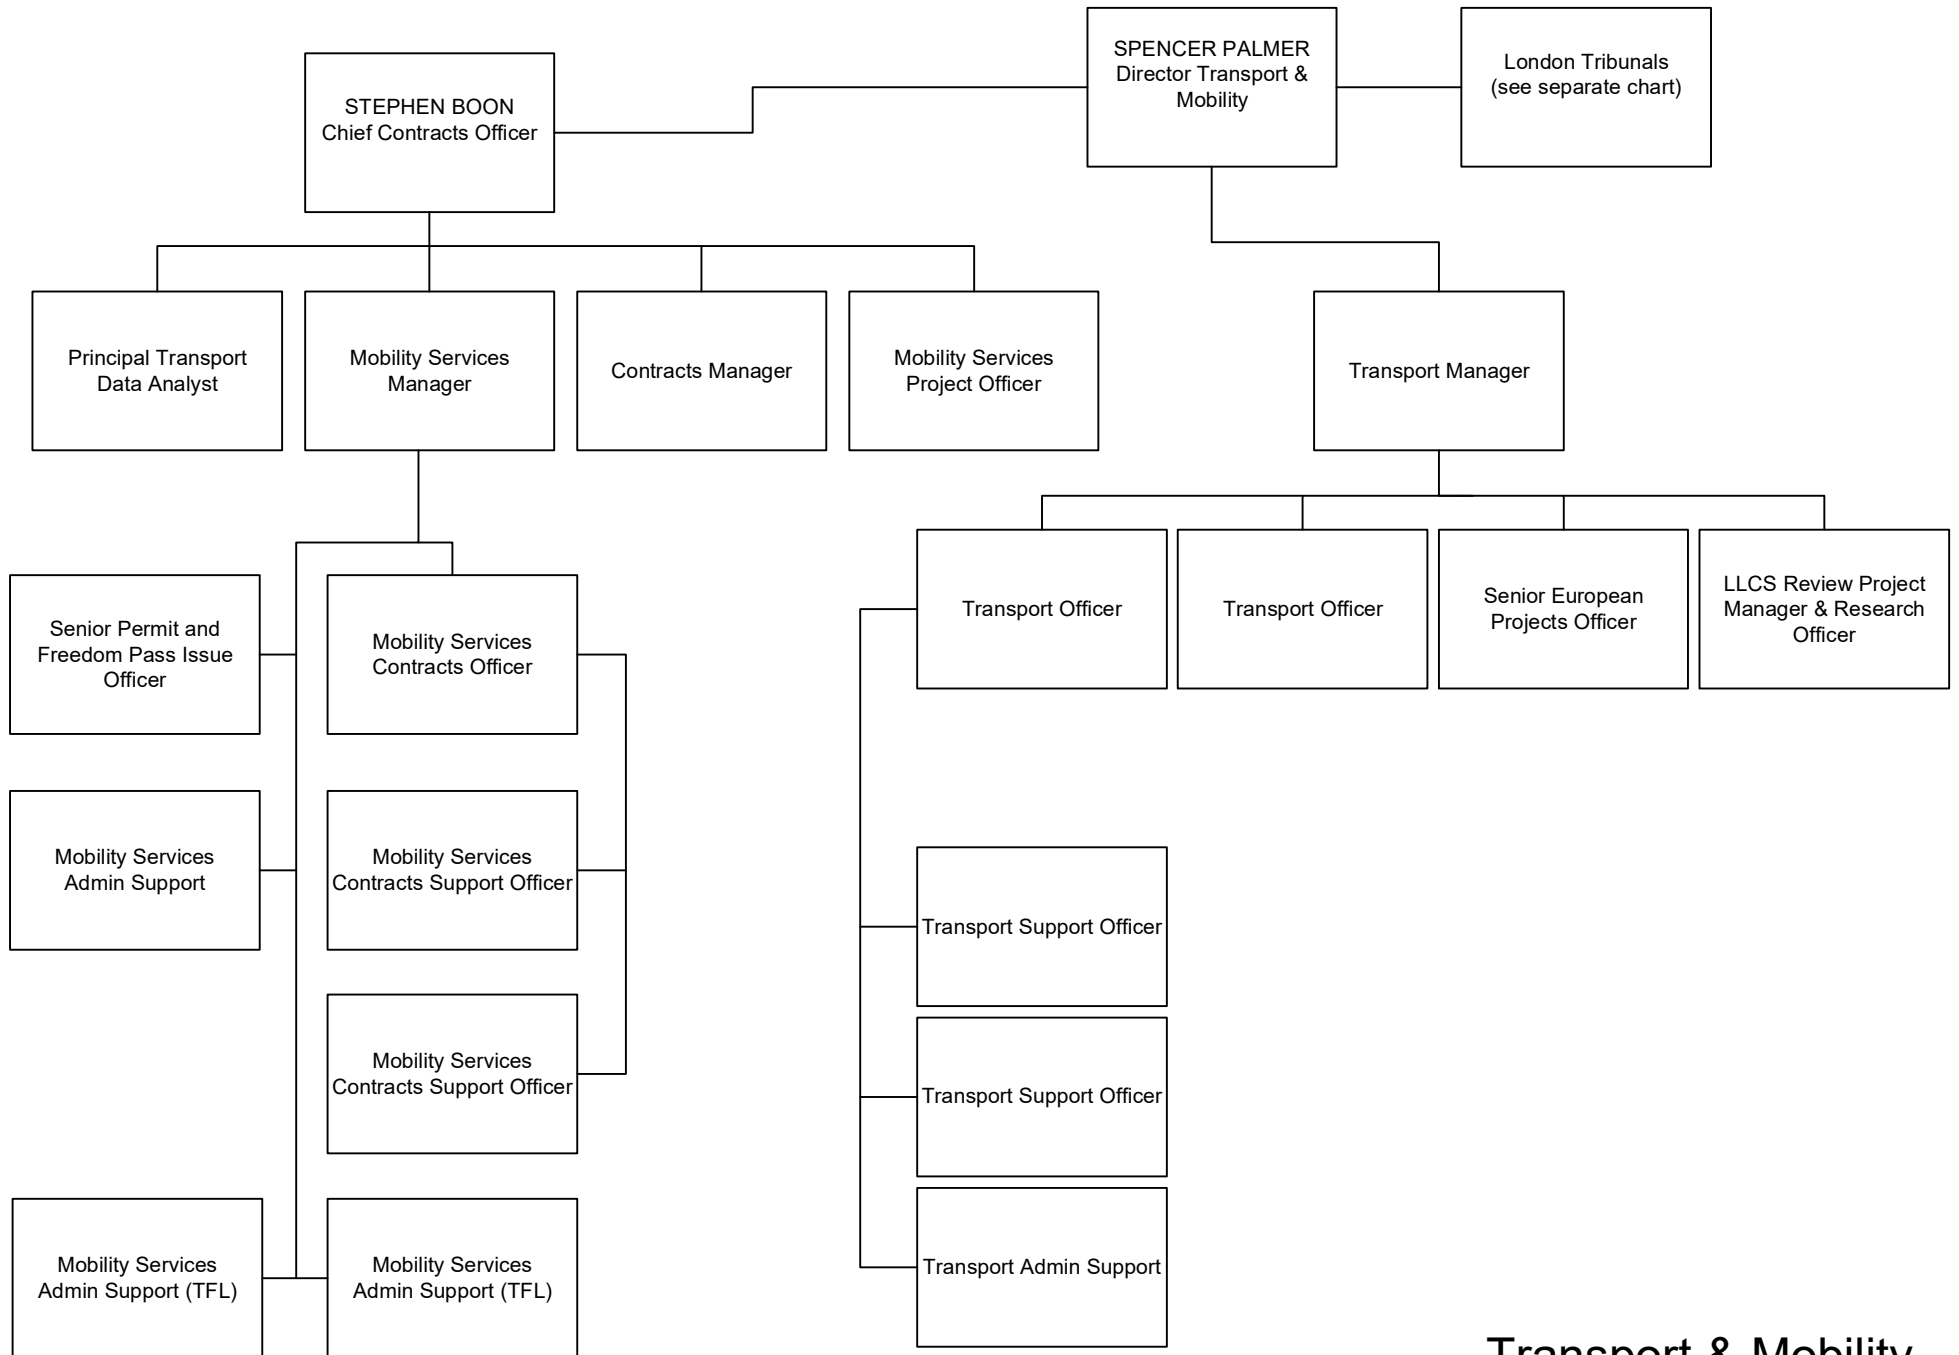 SPENCER PALMER
Director Transport &
Mobility
London Tribunals
(see separate chart)
STEPHEN BOON
Chief Contracts Officer
Principal Transport
Data Analyst
Mobility Services
Manager
Contracts Manager
Mobility Services
Project Officer
Transport Manager
Senior Permit and
Freedom Pass Issue
Officer
Mobility Services
Contracts Officer
Transport Officer
Transport Officer
Senior European
Projects Officer
LLCS Review Project
Manager & Research
Officer
Mobility Services
Admin Support
Mobility Services
Contracts Support Officer
Transport Support Officer
Mobility Services
Contracts Support Officer
Transport Support Officer
Mobility Services
Admin Support (TFL)
Mobility Services
Admin Support (TFL)
Transport Admin Support
Transport & Mobility